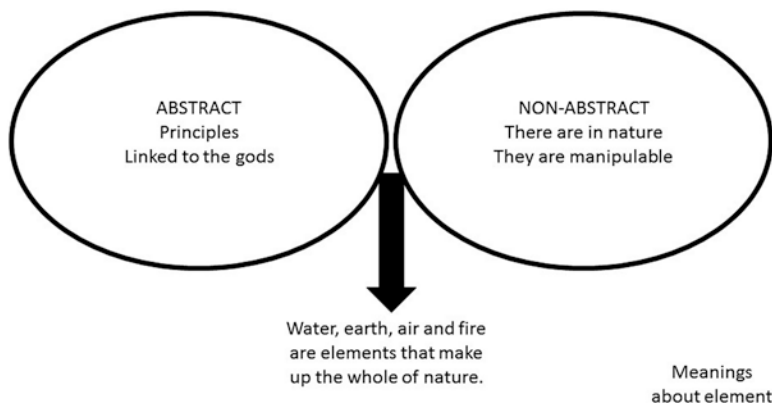 ABSTRACT
Principles
Linked to the gods
NON-ABSTRACT
There are in nature
They are manipulable
Water, earth, air and fire
are elements that make
up the whole of nature.
Meanings
about element